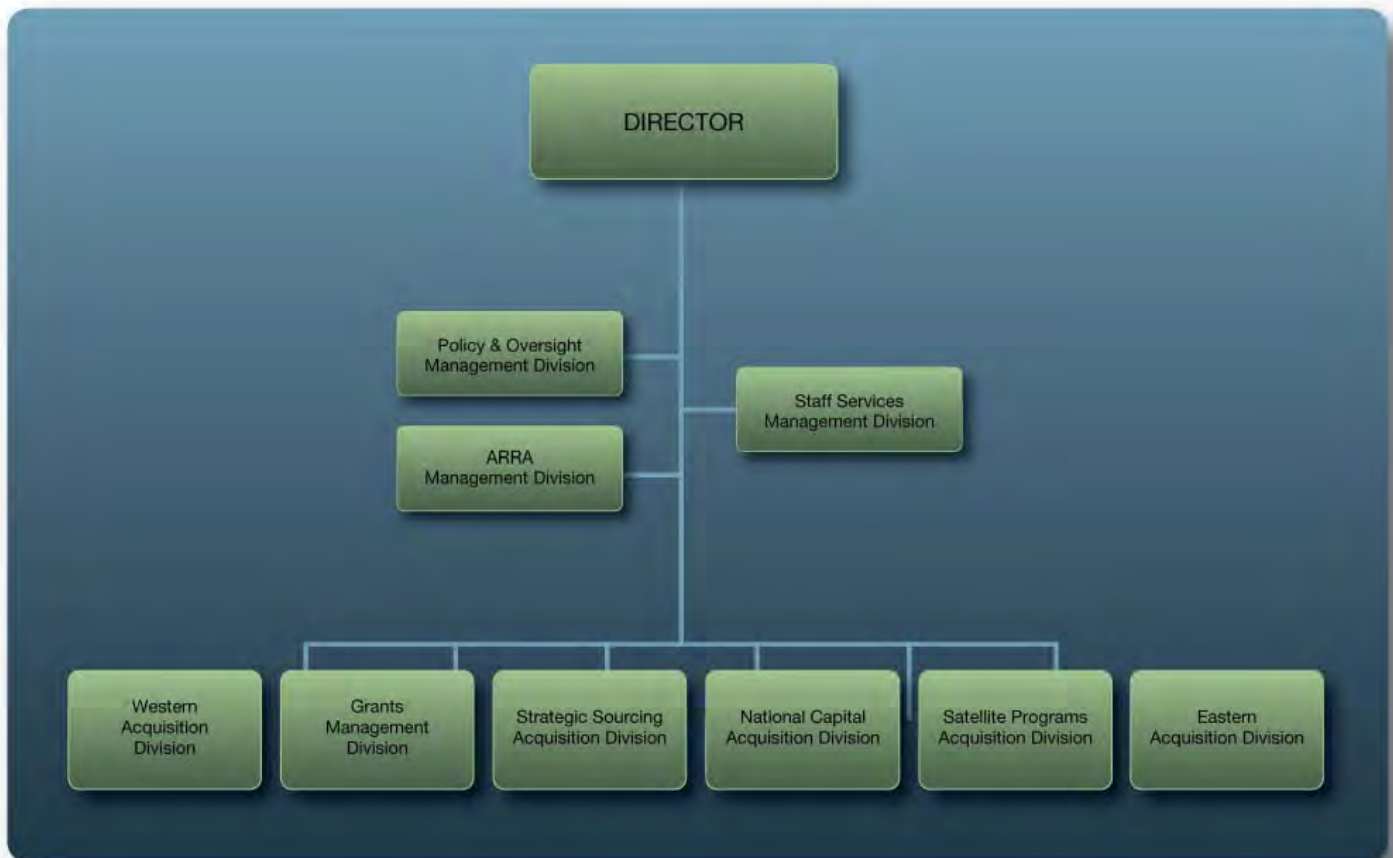 DIRECTOR
Policy & Oversight
Management Division
Staff Services
Management Division
ARRA
Management Division
Western
Acquisition
Division
Grants
Management
Division
Strategic Sourcing
Acquisition Division
National Capital
Acquisition Division
Satellite Programs
Acquisition Division
Eastern
Acquisition Division